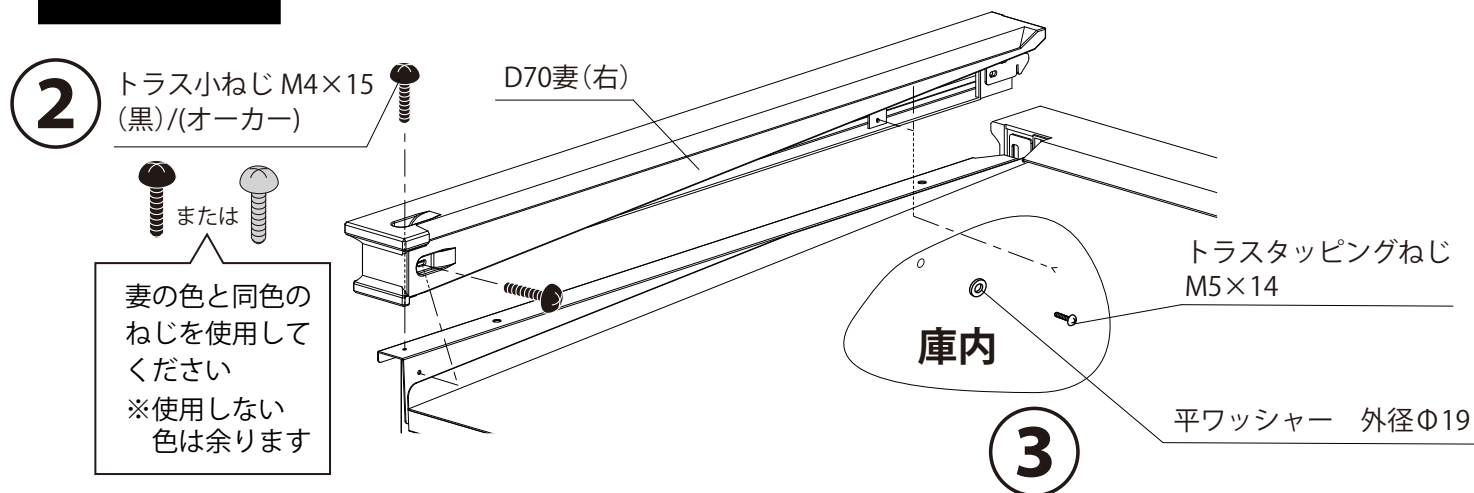 2
トラス小ねじ M4×15
（黒）/(オーカー)
または
妻の色と同色の
ねじを使用して
ください
※使用しない
色は余ります
D70妻（右）
トラスタッピングねじ
M5×14
庫内
平ワッシャー　外径Φ19
3